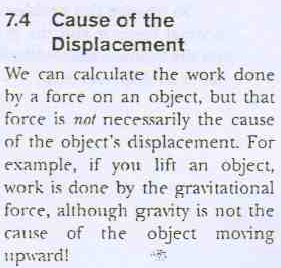 7.4 Cause of the
Displacement
We can calculate the work done
by a force on an object, but that
force is not necessarily the cause
of the object's displacement. For
example, if you lift an object,
work is done by the gravitational
force, although gravity is not the
cause of the object moving
upward!